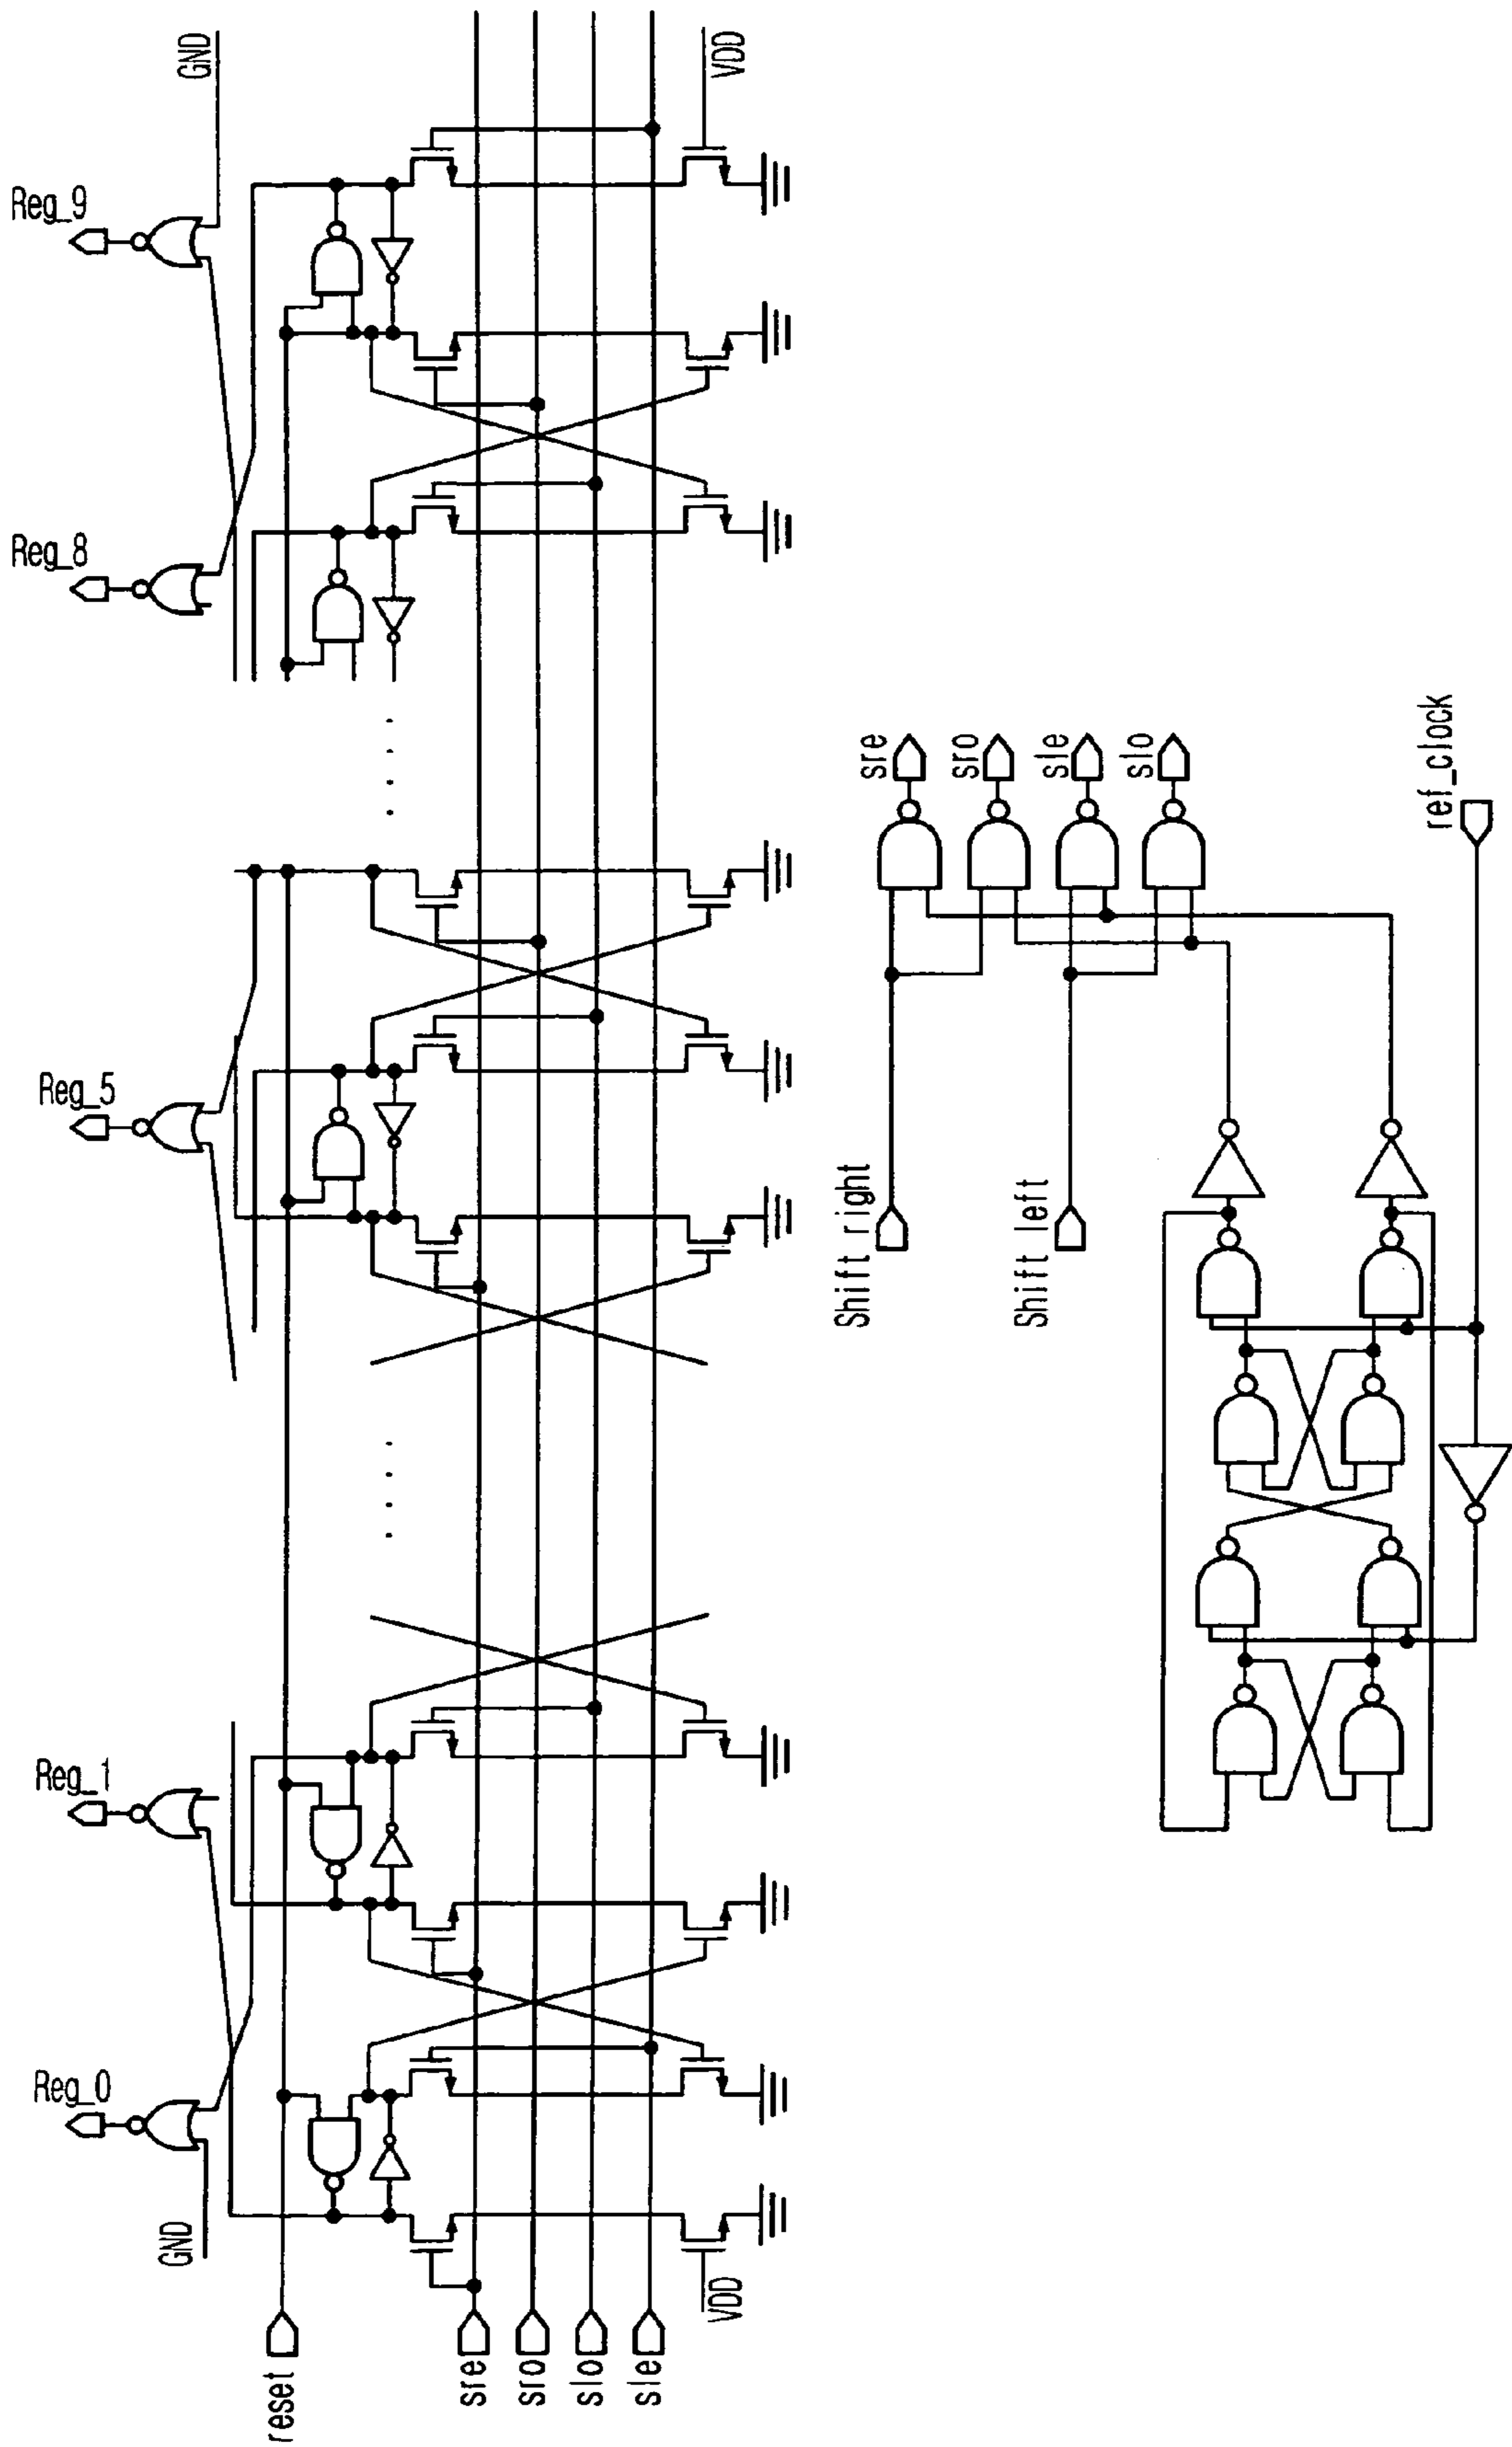 Reg_0
Reg_1
Reg_5
Reg_8
Reg_9
GND
GND
reset
sre
sro
slo
sle
VDD
VDD
Shift right
Shift left
sre
sro
sle
slo
ref_clock